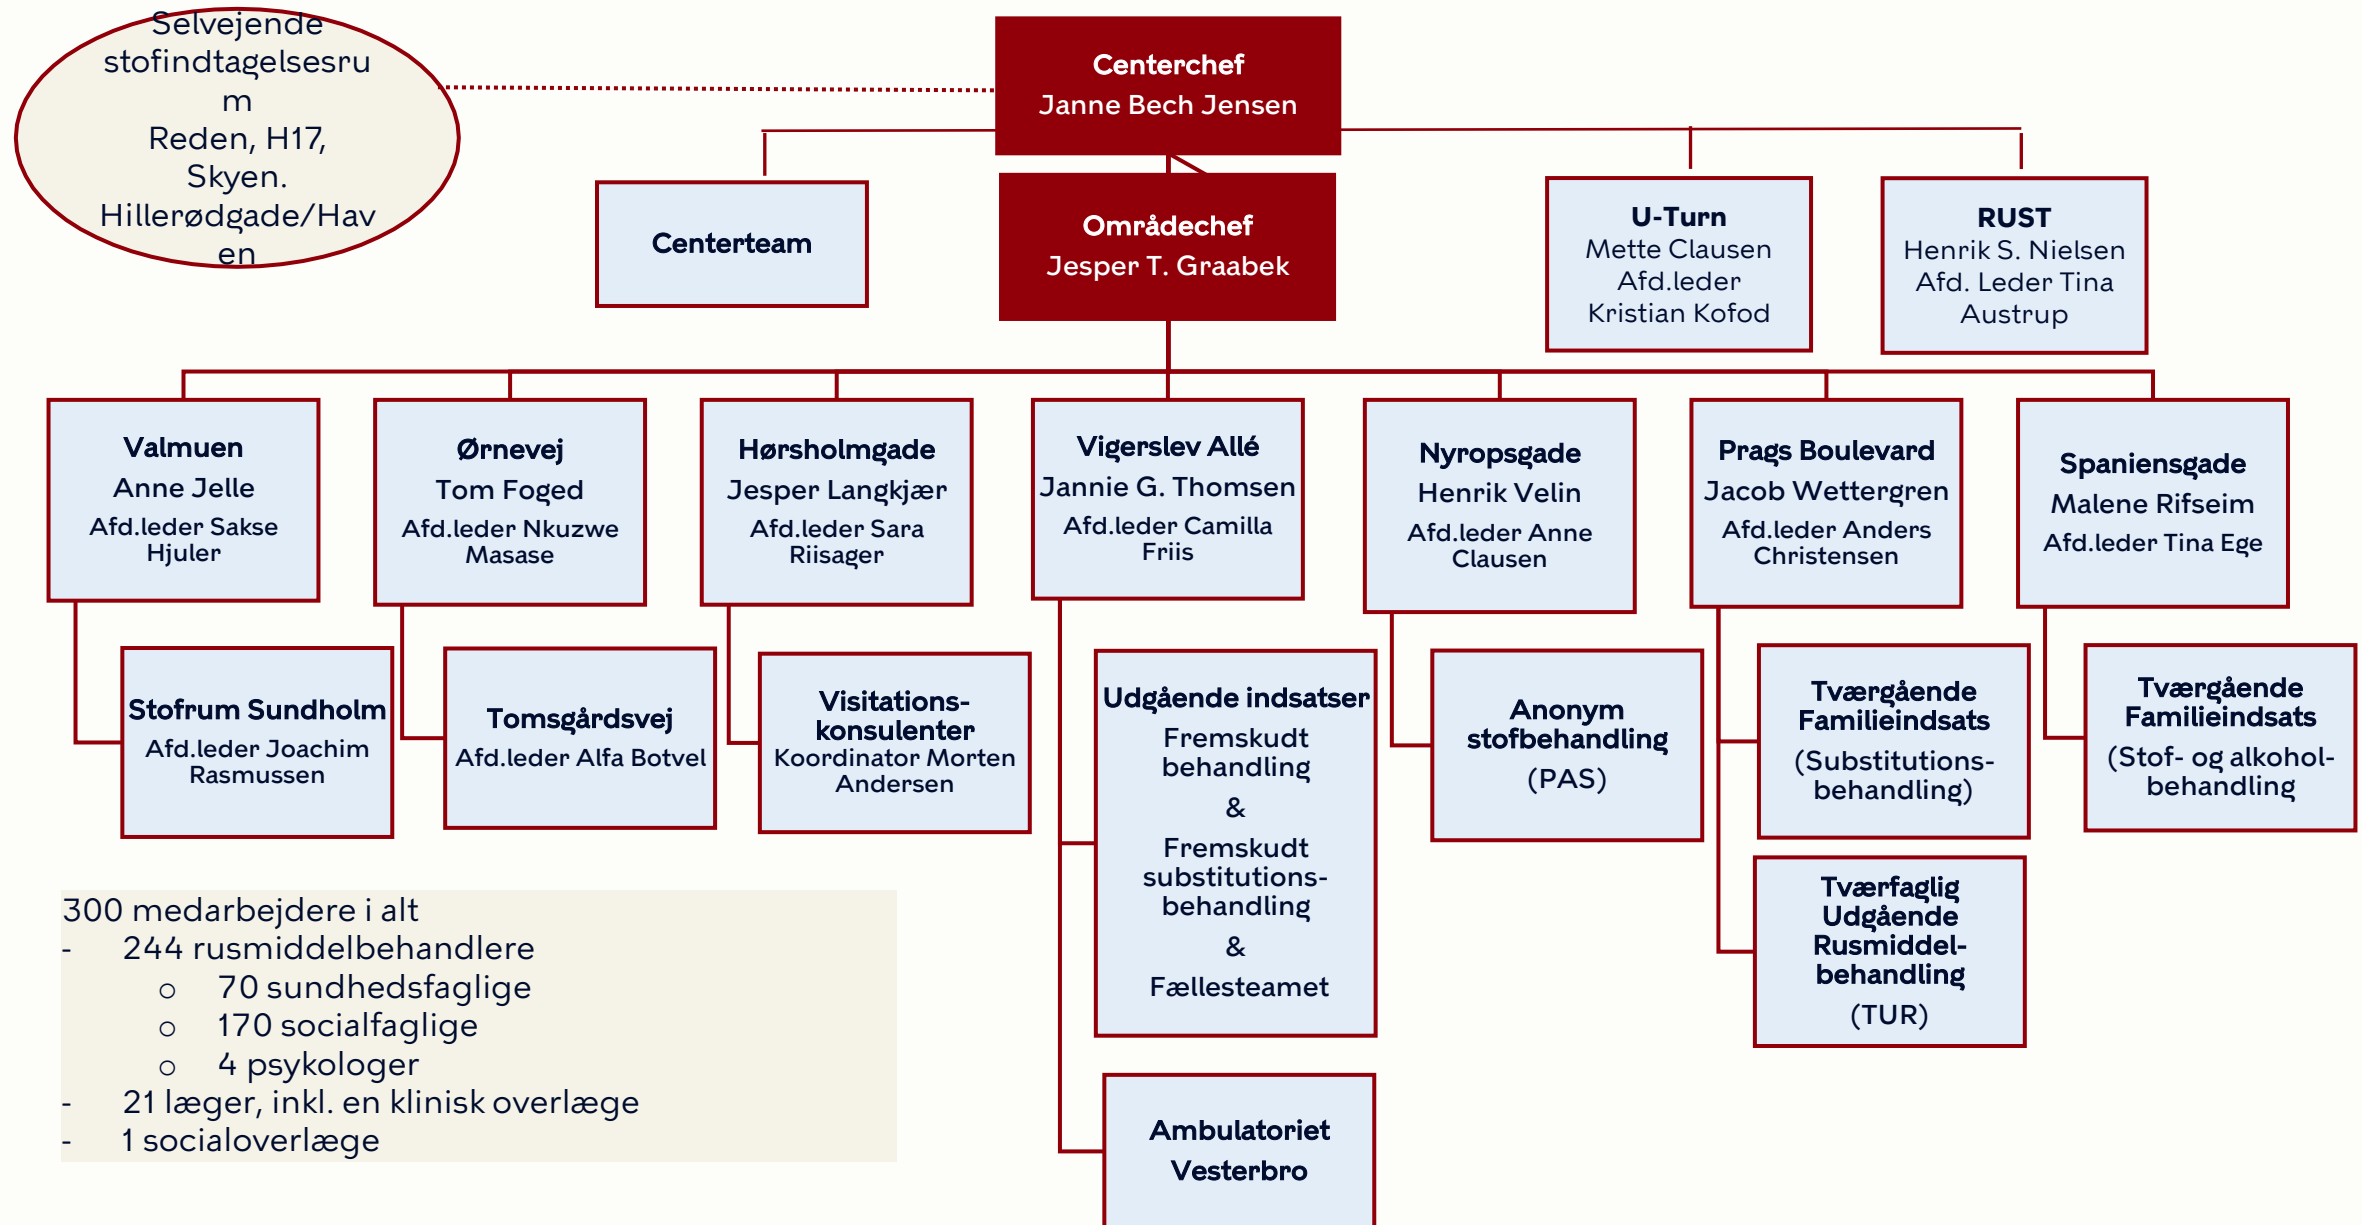 Selvejende
stofindtagelsesru
m
Reden, H17,
Skyen.
Hillerødgade/Hav
en
Centerchef
Janne Bech Jensen
Centerteam
Områdechef
Jesper T. Graabek
U-Turn
Mette Clausen
Afd.leder
Kristian Kofod
RUST
Henrik S. Nielsen
Afd. Leder Tina
Austrup
Valmuen
Anne Jelle
Afd.leder Sakse
Hjuler
Ørnevej
Tom Foged
Afd.leder Nkuzwe
Masase
Hørsholmgade
Jesper Langkjær
Afd.leder Sara
Riisager
Vigerslev Allé
Jannie G. Thomsen
Afd.leder Camilla
Friis
Nyropsgade
Henrik Velin
Afd.leder Anne
Clausen
Prags Boulevard
Jacob Wettergren
Afd.leder Anders
Christensen
Spaniensgade
Malene Rifseim
Afd.leder Tina Ege
Stofrum Sundholm
Afd.leder Joachim
Rasmussen
Tomsgårdsvej
Afd.leder Alfa Botvel
Visitations-
konsulenter
Koordinator Morten
Andersen
Udgående indsatser
Fremskudt
behandling
&
Fremskudt
substitutions-
behandling
&
Fællesteamet
Anonym
stofbehandling
(PAS)
Tværgående
Familieindsats
(Substitutions-
behandling)
Tværgående
Familieindsats
(Stof- og alkohol-
behandling
Tværfaglig
Udgående
Rusmiddel-
behandling
(TUR)
Ambulatoriet
Vesterbro
300 medarbejdere i alt
- 244 rusmiddelbehandlere
o 70 sundhedsfaglige
o 170 socialfaglige
o 4 psykologer
- 21 læger, inkl. en klinisk overlæge
- 1 socialoverlæge